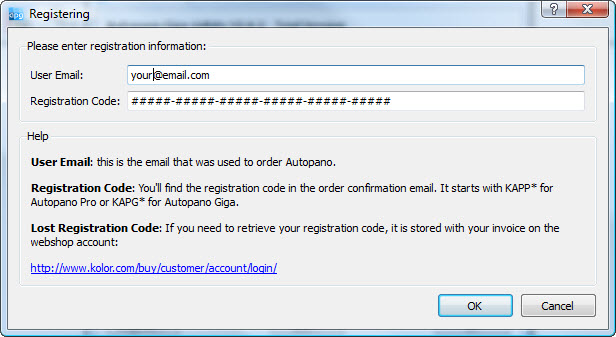 apg Registering
Please enter registration information:
User Email: your@email.com
Registration Code: #####-#####-#####-#####-#####-#####
Help
User Email: this is the email that was used to order Autopano.
Registration Code: You'll find the registration code in the order confirmation email. It starts with KAPP* for
Autopano Pro or KAPG* for Autopano Giga.
Lost Registration Code: If you need to retrieve your registration code, it is stored with your invoice on the
webshop account:
http://www.kolor.com/buy/customer/account/login/
OK Cancel